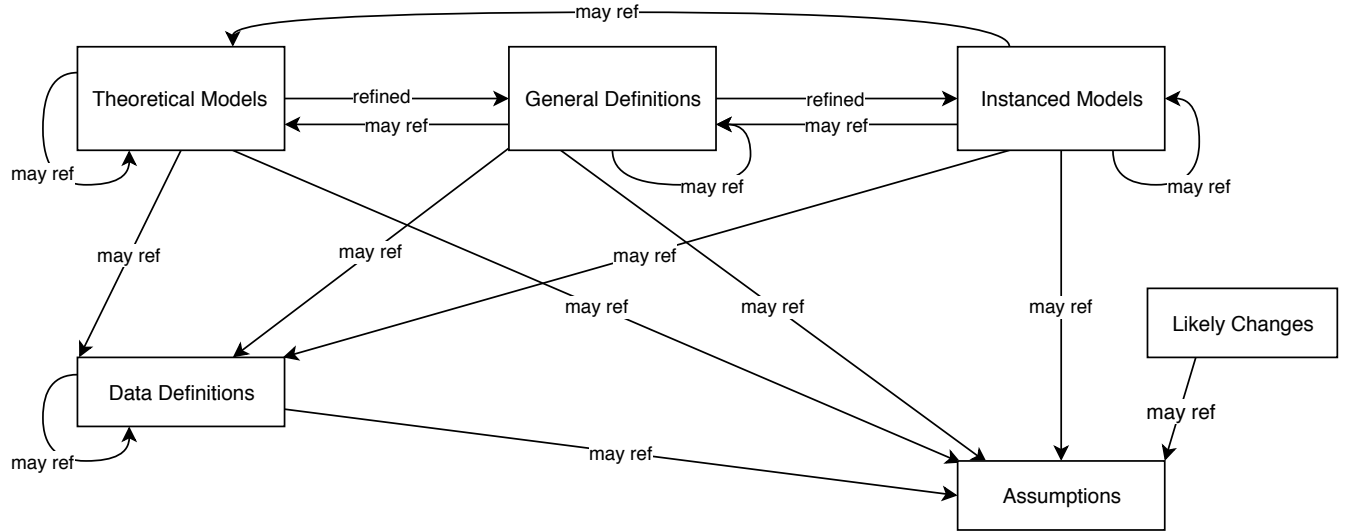 may ref
Theoretical Models
refined
General Definitions
refined
Instanced Models
may ref
may ref
may ref
may ref
may ref
may ref
may ref
may ref
may ref
may ref
may ref
may ref
Likely Changes
Data Definitions
may ref
may ref
may ref
Assumptions